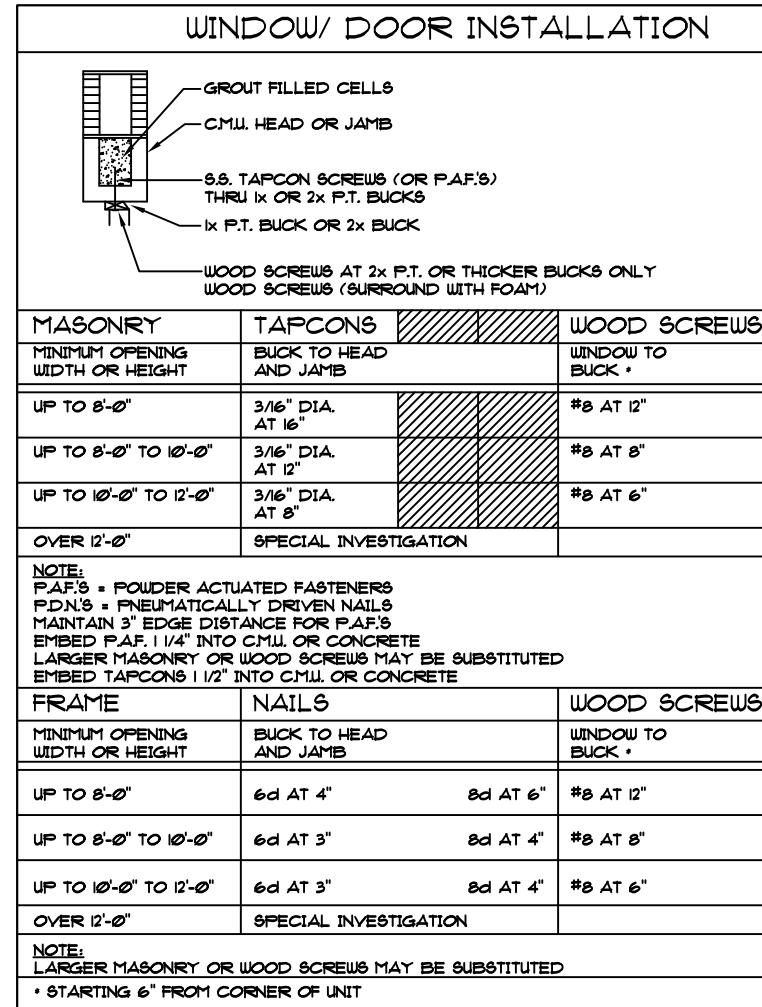 WINDOW/ DOOR INSTALLATION
GROUT FILLED CELLS
C.M.U. HEAD OR JAMB
S.S. TAPCON SCREWS (OR P.A.F.'S)
THRU 1x OR 2x P.T. BUCKS
1x P.T. BUCK OR 2x BUCK
WOOD SCREWS AT 2x P.T. OR THICKER BUCKS ONLY
WOOD SCREWS (SURROUND WITH FOAM)
MASONRY TAPCONS WOOD SCREWS
MINIMUM OPENING BUCK TO HEAD WINDOW TO
WIDTH OR HEIGHT AND JAMB BUCK *
UP TO 8'-0" 3/16" DIA. #8 AT 12"
AT 16"
UP TO 8'-0" TO 10'-0" 3/16" DIA. #8 AT 8"
AT 12"
UP TO 10'-0" TO 12'-0" 3/16" DIA. #8 AT 6"
AT 8"
OVER 12'-0" SPECIAL INVESTIGATION
NOTE:
P.A.F.'S = POWDER ACTUATED FASTENERS
P.D.N.'S = PNEUMATICALLY DRIVEN NAILS
MAINTAIN 3" EDGE DISTANCE FOR P.A.F.'S
EMBED P.A.F. 1 1/4" INTO C.M.U. OR CONCRETE
LARGER MASONRY OR WOOD SCREWS MAY BE SUBSTITUTED
EMBED TAPCONS 1 1/2" INTO C.M.U. OR CONCRETE
FRAME NAILS WOOD SCREWS
MINIMUM OPENING BUCK TO HEAD WINDOW TO
WIDTH OR HEIGHT AND JAMB BUCK *
UP TO 8'-0" 6d AT 4" 8d AT 6" #8 AT 12"
UP TO 8'-0" TO 10'-0" 6d AT 3" 8d AT 4" #8 AT 8"
UP TO 10'-0" TO 12'-0" 6d AT 3" 8d AT 4" #8 AT 6"
OVER 12'-0" SPECIAL INVESTIGATION
NOTE:
LARGER MASONRY OR WOOD SCREWS MAY BE SUBSTITUTED
* STARTING 6" FROM CORNER OF UNIT